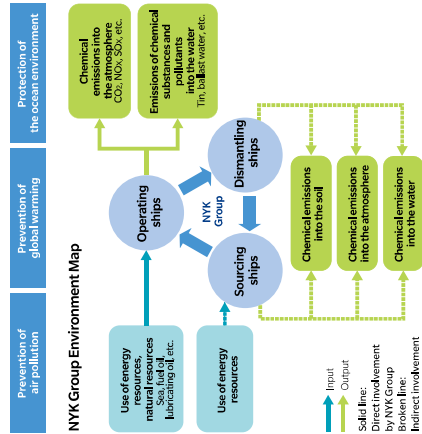 Prevention of
air pollution
Prevention of
global warming
Protection of
the ocean environment
NYK Group Environment Map
Use of energy
resources,
natural resources
Sea, fuel oil,
lubricating oil, etc.
Use of energy
resources
Operating
ships
NYK
Group
Sourcing
ships
Dismantling
ships
Chemical
emissions into
the atmosphere
CO2, NOx, SOx, etc.
Emissions of chemical
substances and
pollutants
into the water
Tin, ballast water, etc.
Chemical emissions
into the soil
Chemical emissions
into the atmosphere
Chemical emissions
into the water
Input
Output
Solid line:
Direct involvement
by NYK Group
Broken line:
Indirect involvement